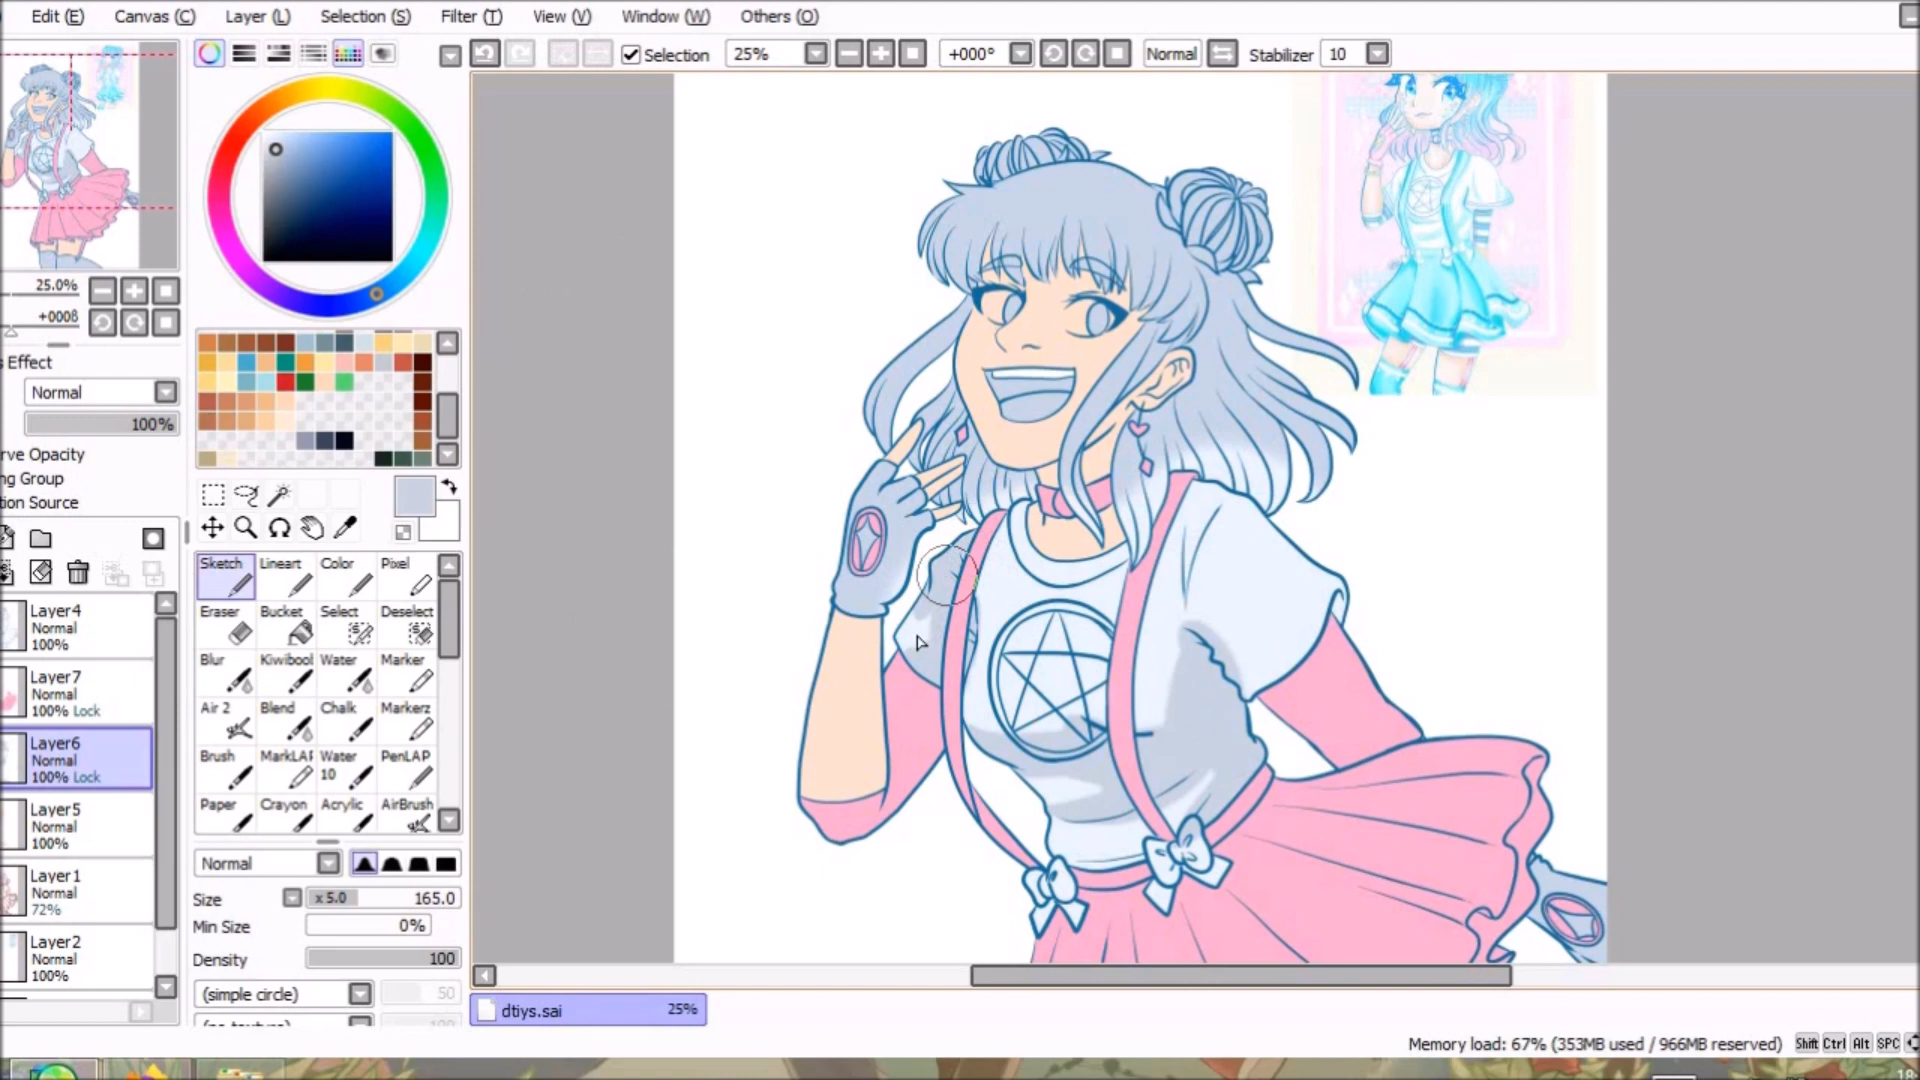 Edit (E) Canvas (C) Layer (L) Selection (S) Filter (T) View (V) Window (W) Others (O)
Selection 25% +000° Normal Stabilizer 10
25.0%
+000ß
Effect
Normal
100%
rve Opacity
ng Group
on Source
Layer4
Normal
100%
Layer7
Normal
100% Lock
Layer6
Normal
100% Lock
Layer5
Normal
100%
Layer1
Normal
72%
Layer2
Normal
100%
Sketch Lineart Color Pixel
Eraser Bucket Select Deselect
Blur Kiwibool Water Marker
Air 2 Blend Chalk Markerz
Brush MarkLAP Water 10 PenLAP
Paper Crayon Acrylic AirBrush
Normal
Size x 5.0 165.0
Min Size 0%
Density 100
(simple circle) 50
dtiys.sai 25%
Memory load: 67% (353MB used / 966MB reserved) Shift Ctrl Alt SPC